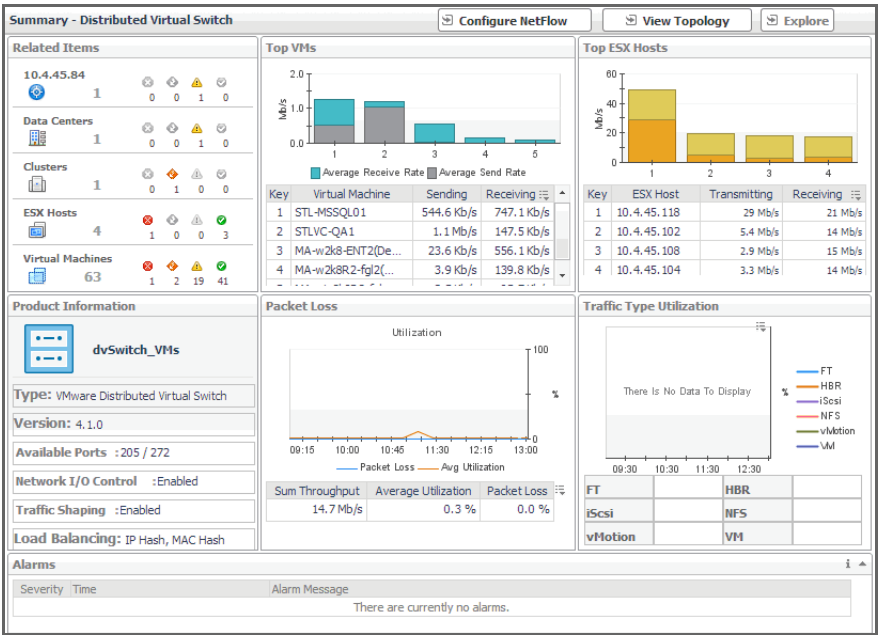 Summary - Distributed Virtual Switch
Configure NetFlow
View Topology
Explore
Related Items
10.4.45.84
1
0 0 1 0
Data Centers
1
0 0 1 0
Clusters
1
0 1 0 0
ESX Hosts
4
1 0 0 3
Virtual Machines
63
1 2 19 41
Top VMs
2.0
1.0
0.0
Mb/s
1 2 3 4 5
Average Receive Rate Average Send Rate
Key Virtual Machine Sending Receiving
1 STL-MSSQL01 544.6 Kb/s 747.1 Kb/s
2 STLVC-QA1 1.1 Mb/s 147.5 Kb/s
3 MA-w2k8-ENT2(De... 23.6 Kb/s 556.1 Kb/s
4 MA-w2k8R2-fgl2(... 3.9 Kb/s 139.8 Kb/s
Top ESX Hosts
60
40
20
0
Mb/s
1 2 3 4
Key ESX Host Transmitting Receiving
1 10.4.45.118 29 Mb/s 21 Mb/s
2 10.4.45.102 5.4 Mb/s 14 Mb/s
3 10.4.45.108 2.9 Mb/s 15 Mb/s
4 10.4.45.104 3.3 Mb/s 14 Mb/s
Product Information
dvSwitch_VMs
Type: VMware Distributed Virtual Switch
Version: 4.1.0
Available Ports :205 / 272
Network I/O Control :Enabled
Traffic Shaping :Enabled
Load Balancing: IP Hash, MAC Hash
Packet Loss
Utilization
100
%
0
09:15 10:00 10:45 11:30 12:15 13:00
Packet Loss Avg Utilization
Sum Throughput Average Utilization Packet Loss
14.7 Mb/s 0.3 % 0.0 %
Traffic Type Utilization
There Is No Data To Display
%
FT
HBR
iScsi
NFS
vMotion
VM
09:30 10:30 11:30 12:30
FT HBR
iScsi NFS
vMotion VM
Alarms
i
Severity Time Alarm Message
There are currently no alarms.